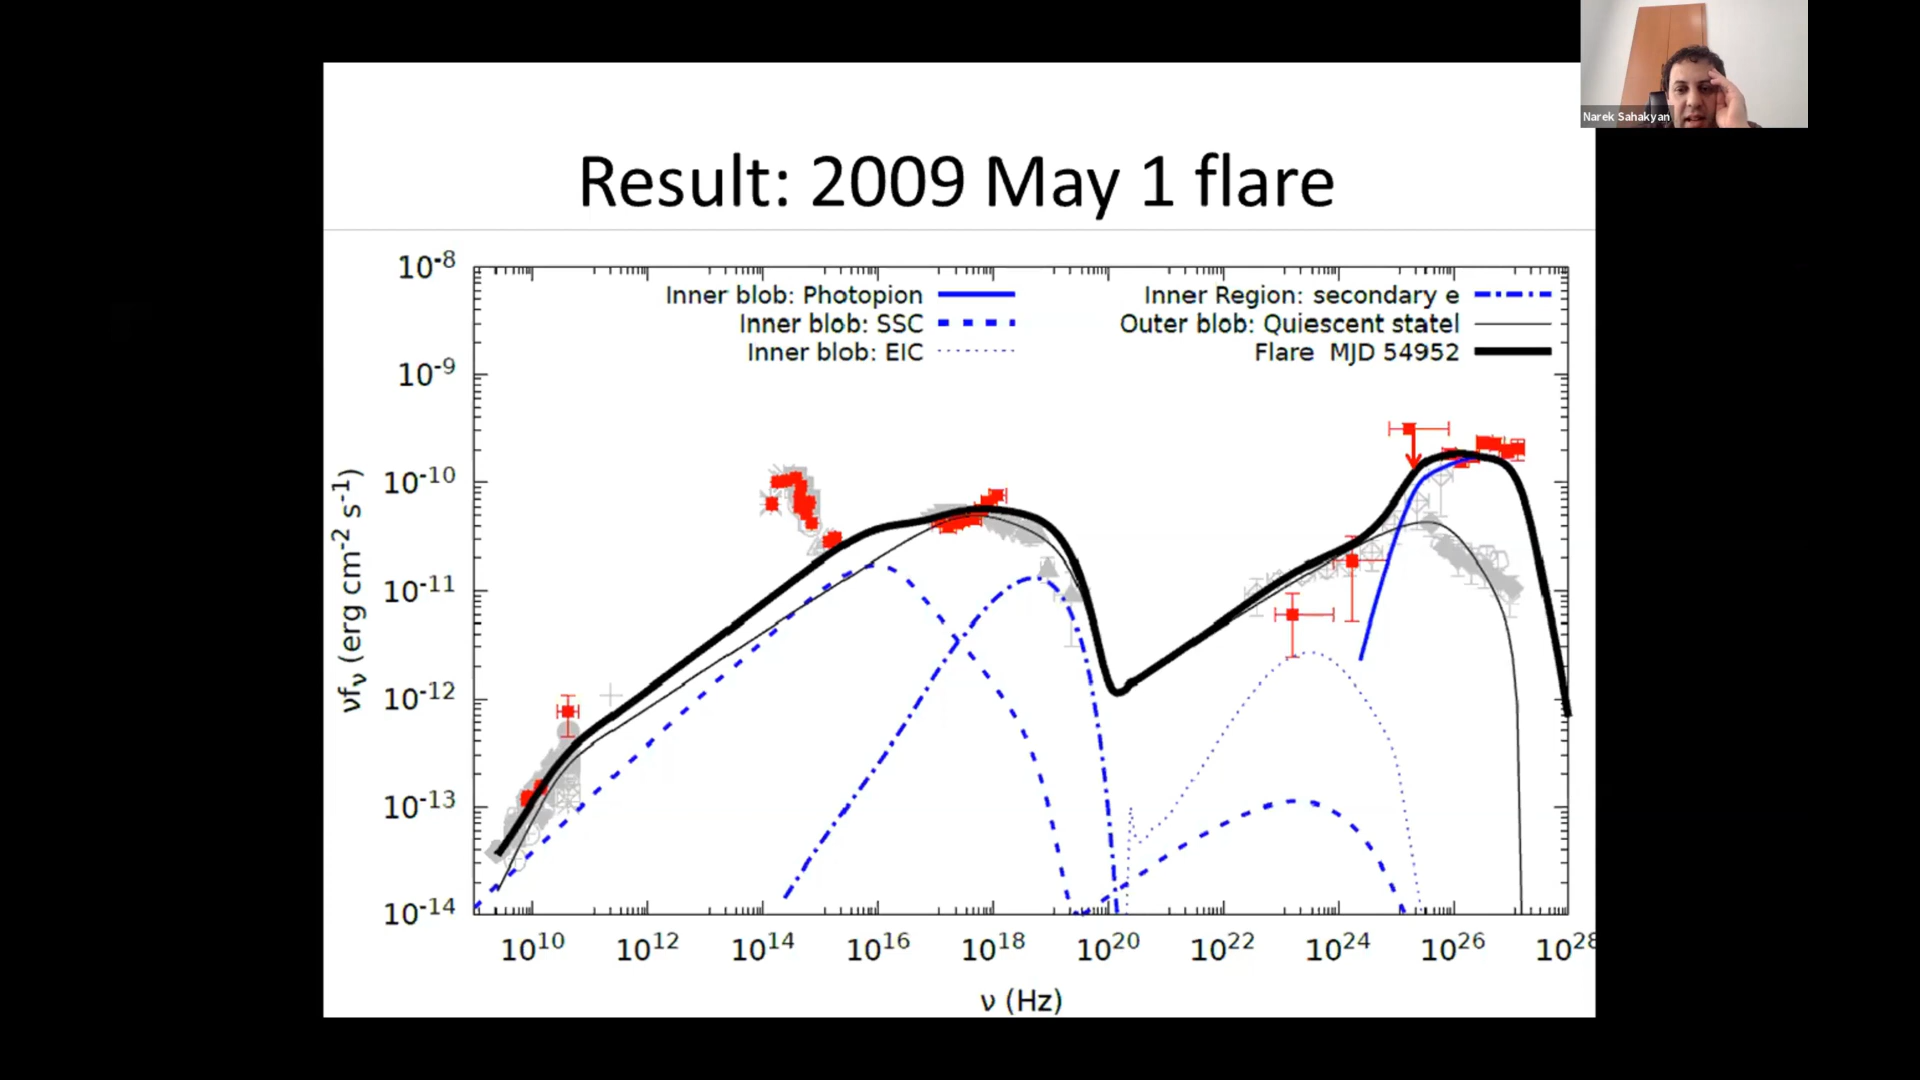 Narek Sahakyan
Result: 2009 May 1 flare
Inner blob: Photopion
Inner blob: SSC
Inner blob: EIC
Inner Region: secondary e
Outer blob: Quiescent statel
Flare MJD 54952
10-8
10-9
10-10
10-11
10-12
10-13
10-14
νfν (erg cm-2 s-1)
1010 1012 1014 1016 1018 1020 1022 1024 1026 1028
ν (Hz)